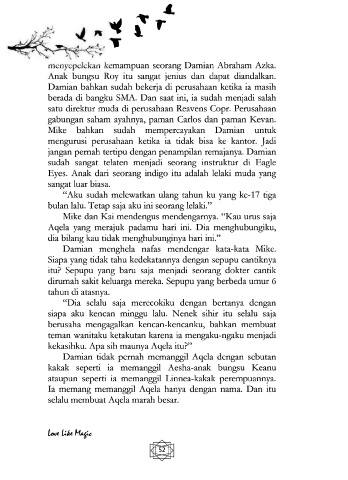 menyepelekan kemampuan seorang Damian Abraham Azka.
Anak bungsu Roy itu sangat jenius dan dapat diandalkan.
Damian bahkan sudah bekerja di perusahaan ketika ia masih
berada di bangku SMA. Dan saat ini, ia sudah menjadi salah
satu direktur muda di perusahaan Reavens Copr. Perusahaan
gabungan saham ayahnya, paman Carlos dan paman Kevan.
Mike bahkan sudah mempercayakan Damian untuk
mengurusi perusahaan ketika ia tidak bisa ke kantor. Jadi
jangan pernah tertipu dengan penampilan remajanya. Damian
sudah sangat telaten menjadi seorang instruktur di Eagle
Eyes. Anak dari seorang indigo itu adalah lelaki muda yang
sangat luar biasa.
“Aku sudah melewatkan ulang tahun ku yang ke-17 tiga
bulan lalu. Tetap saja aku ini seorang lelaki.”
Mike dan Kai mendengus mendengarnya. “Kau urus saja
Aqela yang merajuk padamu hari ini. Dia menghubungiku,
dia bilang kau tidak menghubunginya hari ini.”
Damian menghela nafas mendengar kata-kata Mike.
Siapa yang tidak tahu kedekatannya dengan sepupu cantiknya
itu? Sepupu yang baru saja menjadi seorang dokter cantik
dirumah sakit keluarga mereka. Sepupu yang berbeda umur 6
tahun di atasnya.
“Dia selalu saja merecokiku dengan bertanya dengan
siapa aku kencan minggu lalu. Nenek sihir itu selalu saja
berusaha mengagalkan kencan-kencanku, bahkan membuat
teman wanitaku ketakutan karena ia mengaku-ngaku menjadi
kekasihku. Apa sih maunya Aqela itu?”
Damian tidak pernah memanggil Aqela dengan sebutan
kakak seperti ia memanggil Aesha-anak bungsu Keanu
ataupun seperti ia memanggil Linnea-kakak perempuannya.
Ia memang memanggil Aqela hanya dengan nama. Dan itu
selalu membuat Aqela marah besar.
Love Like Magic
52